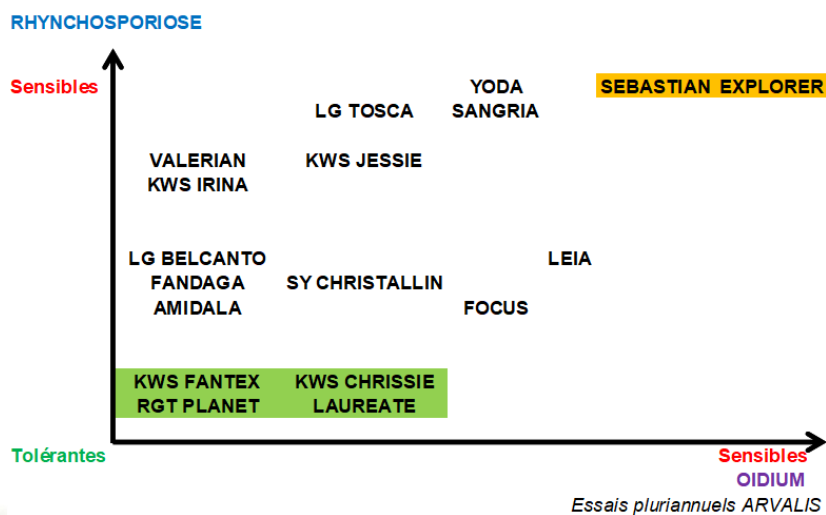 RHYNCHOSPORIOSE
Sensibles
YODA
SEBASTIAN EXPLORER
LG TOSCA
SANGRIA
VALERIAN
KWS JESSIE
KWS IRINA
LG BELCANTO
LEIA
FANDAGA
SY CHRISTALLIN
AMIDALA
FOCUS
KWS FANTEX
KWS CHRISSIE
RGT PLANET
LAUREATE
Tolérantes
Sensibles
OIDIUM
Essais pluriannuels ARVALIS